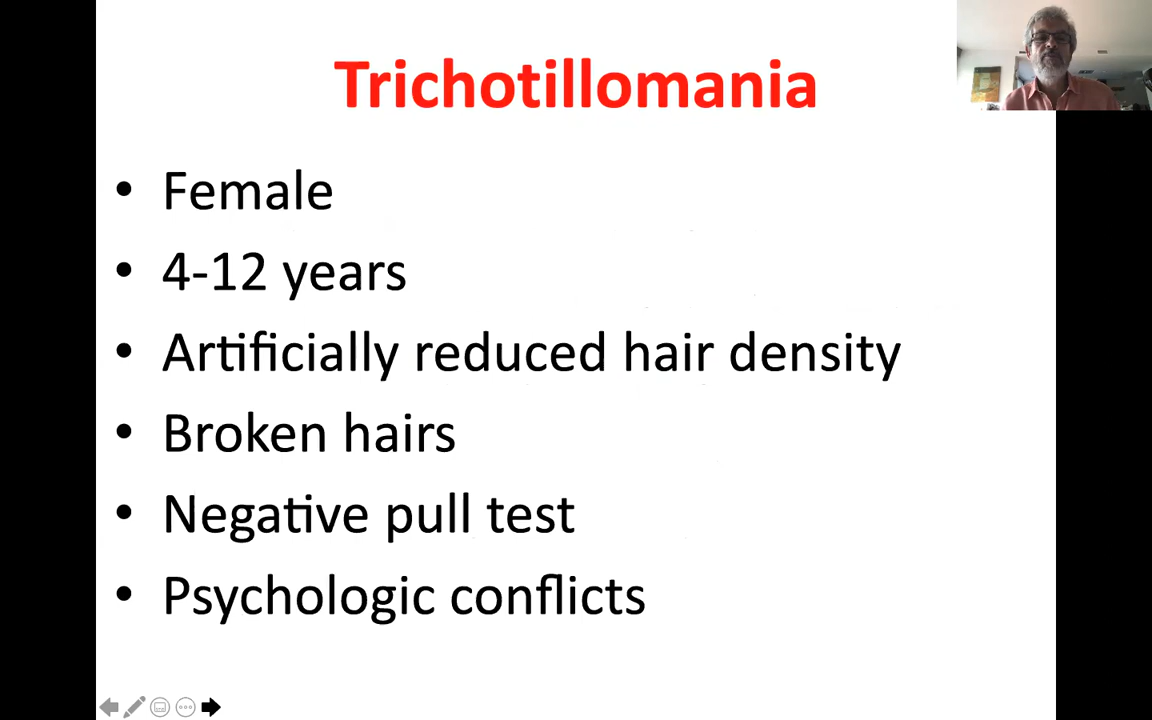 Trichotillomania
• Female
• 4-12 years
• Artificially reduced hair density
• Broken hairs
• Negative pull test
• Psychologic conflicts